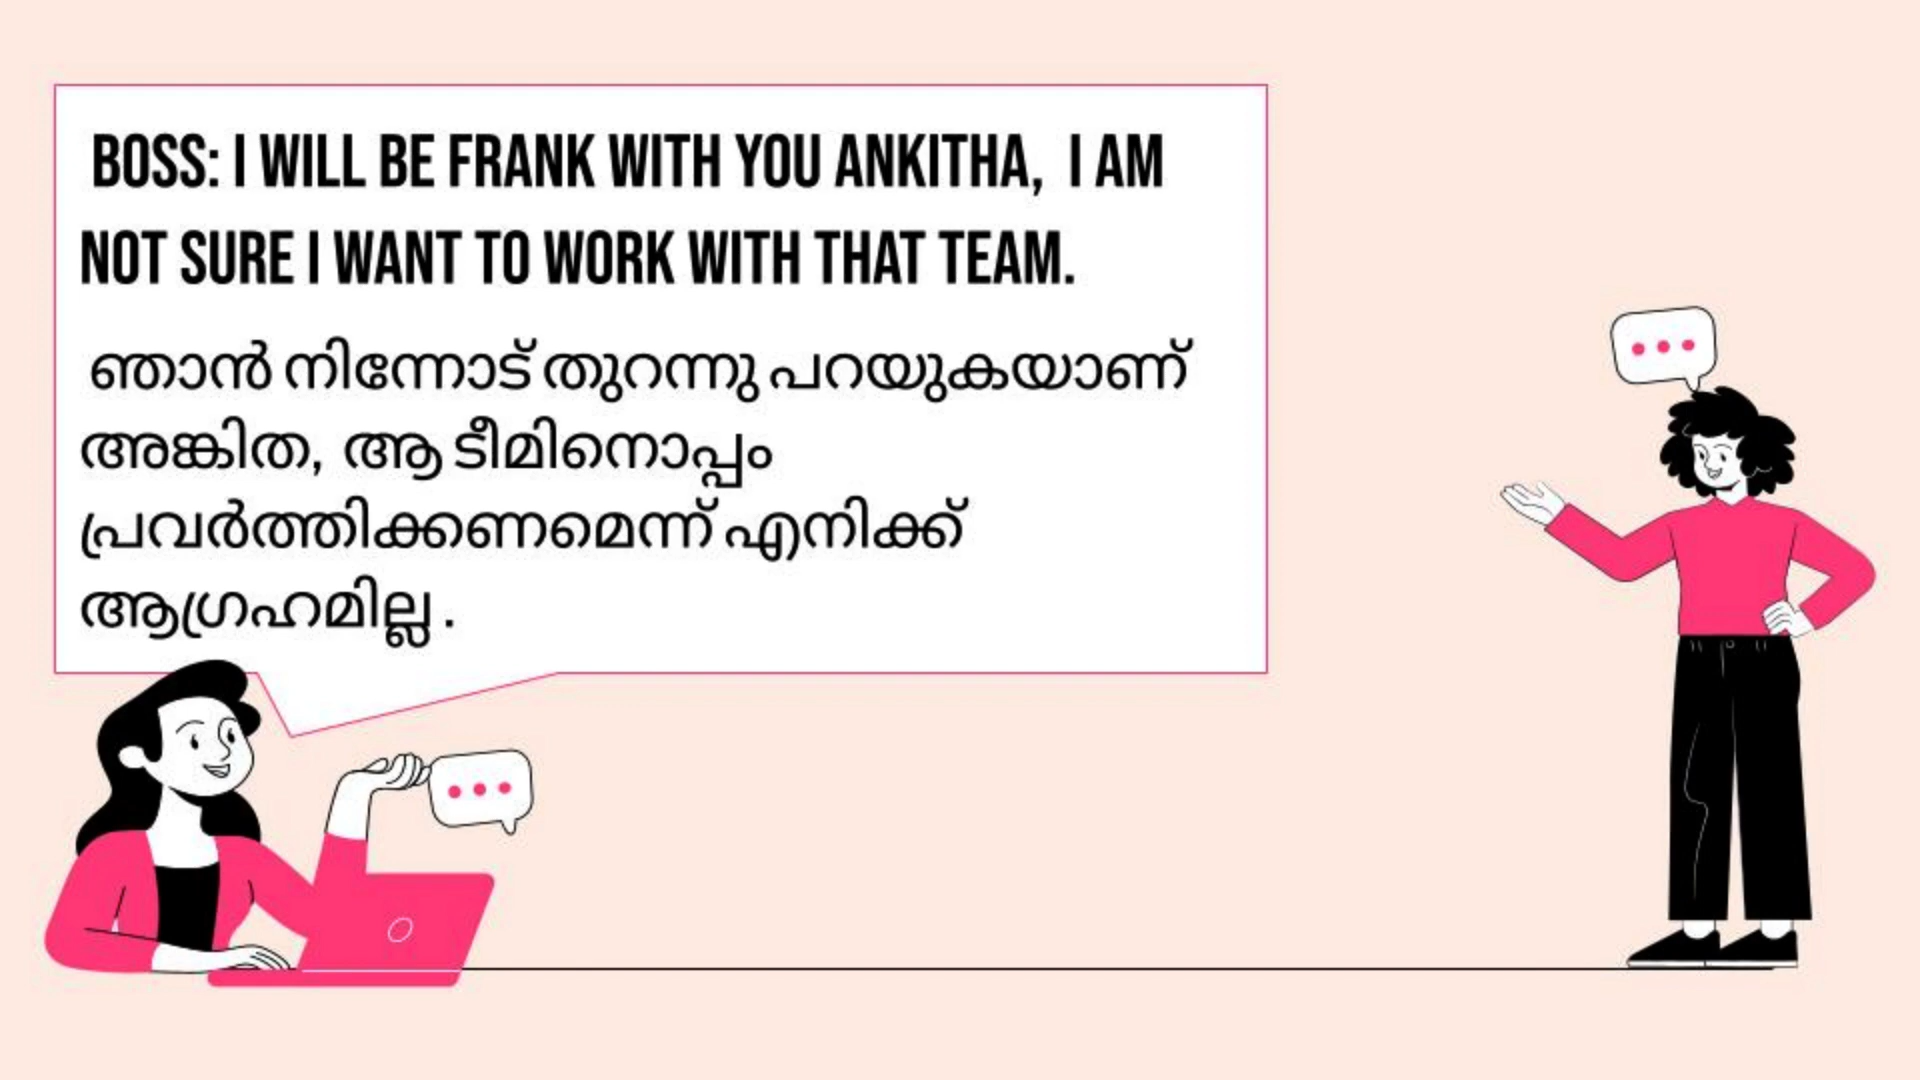 BOSS: I WILL BE FRANK WITH YOU ANKITHA, I AM
NOT SURE I WANT TO WORK WITH THAT TEAM.
ഞാൻ നിന്നോട് തുറന്നു പറയുകയാണ്
അങ്കിത, ആ ടീമിനൊപ്പം
പ്രവർത്തിക്കണമെന്ന് എനിക്ക്
ആഗ്രഹമില്ല .